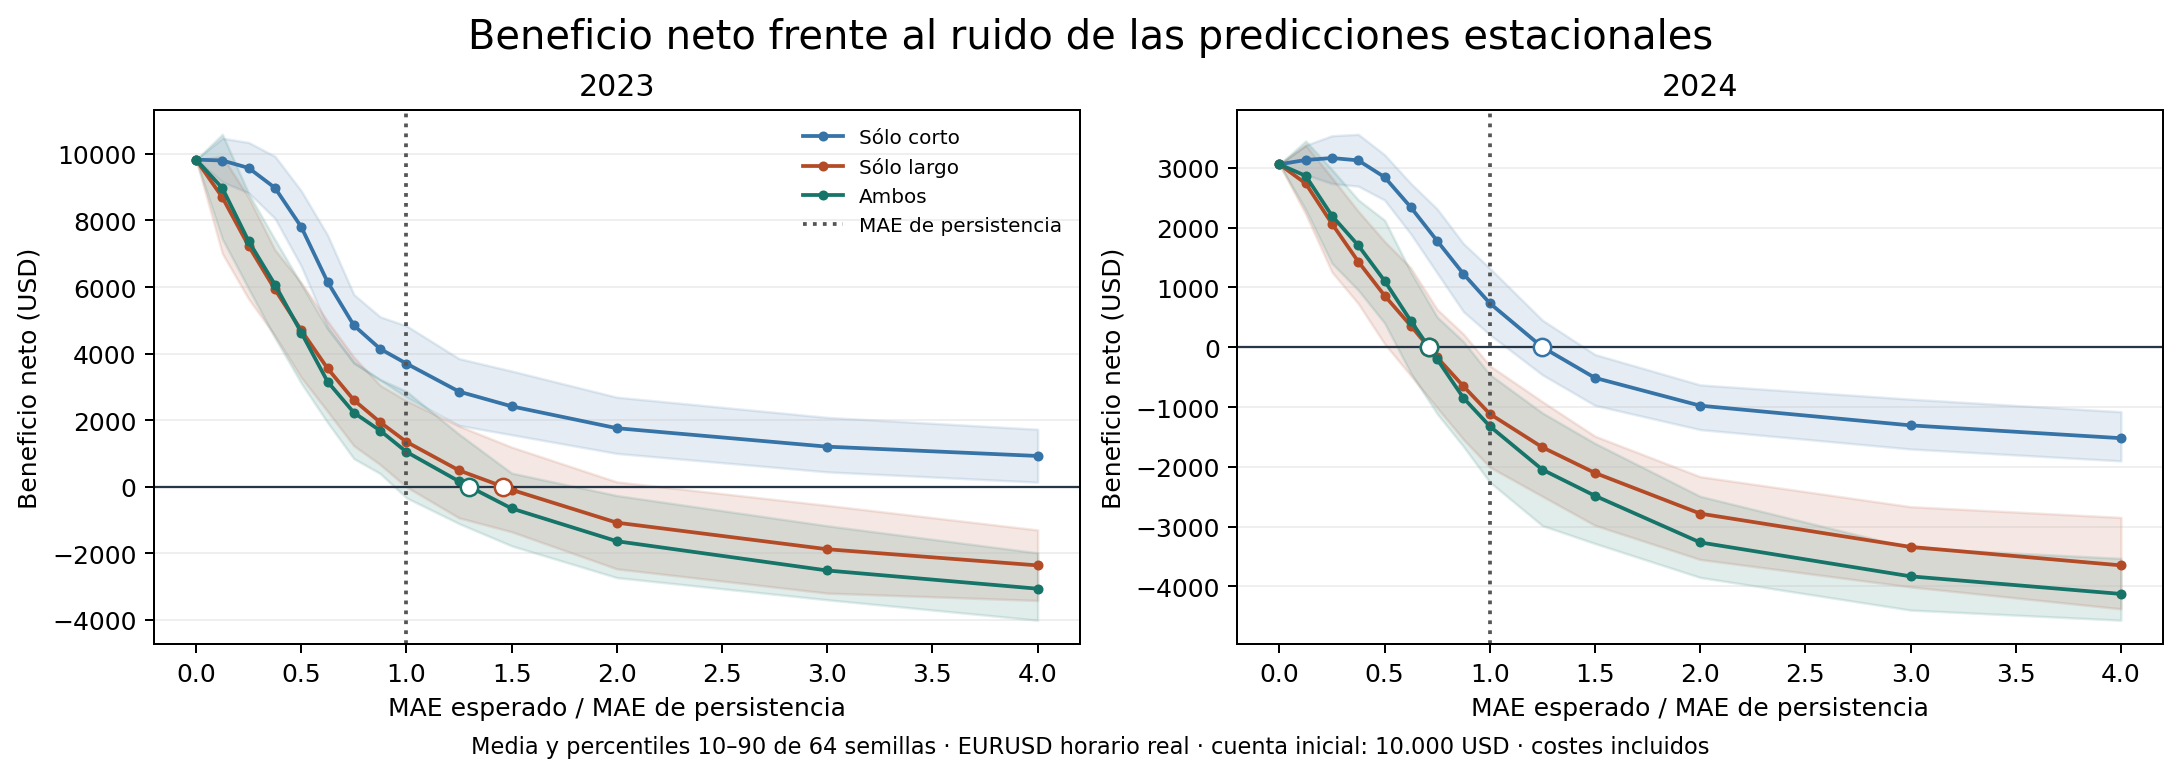 Beneficio neto frente al ruido de las predicciones estacionales
2023
Beneficio neto (USD)
10000
8000
6000
4000
2000
0
−2000
−4000
Sólo corto
Sólo largo
Ambos
MAE de persistencia
0.0 0.5 1.0 1.5 2.0 2.5 3.0 3.5 4.0
MAE esperado / MAE de persistencia
2024
Beneficio neto (USD)
3000
2000
1000
0
−1000
−2000
−3000
−4000
0.0 0.5 1.0 1.5 2.0 2.5 3.0 3.5 4.0
MAE esperado / MAE de persistencia
Media y percentiles 10–90 de 64 semillas · EURUSD horario real · cuenta inicial: 10.000 USD · costes incluidos